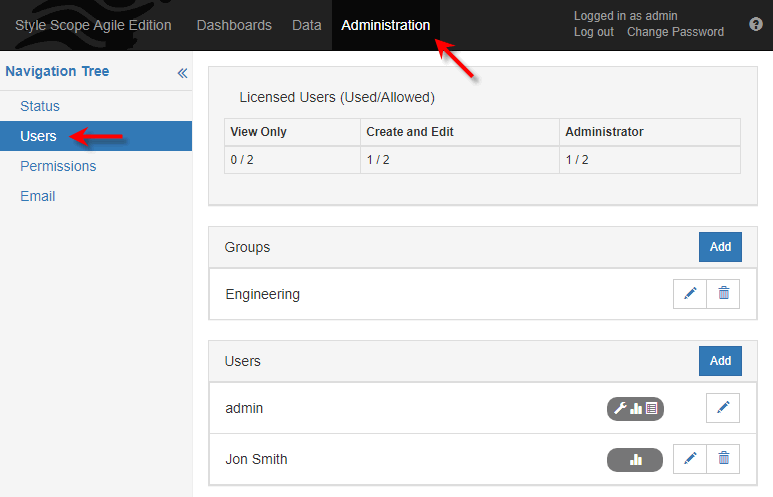 Style Scope Agile Edition Dashboards Data Administration
Logged in as admin
Log out Change Password
?
Navigation Tree «
Status
Users
Permissions
Email
Licensed Users (Used/Allowed)
View Only Create and Edit Administrator
0 / 2 1 / 2 1 / 2
Groups Add
Engineering
Users Add
admin
Jon Smith